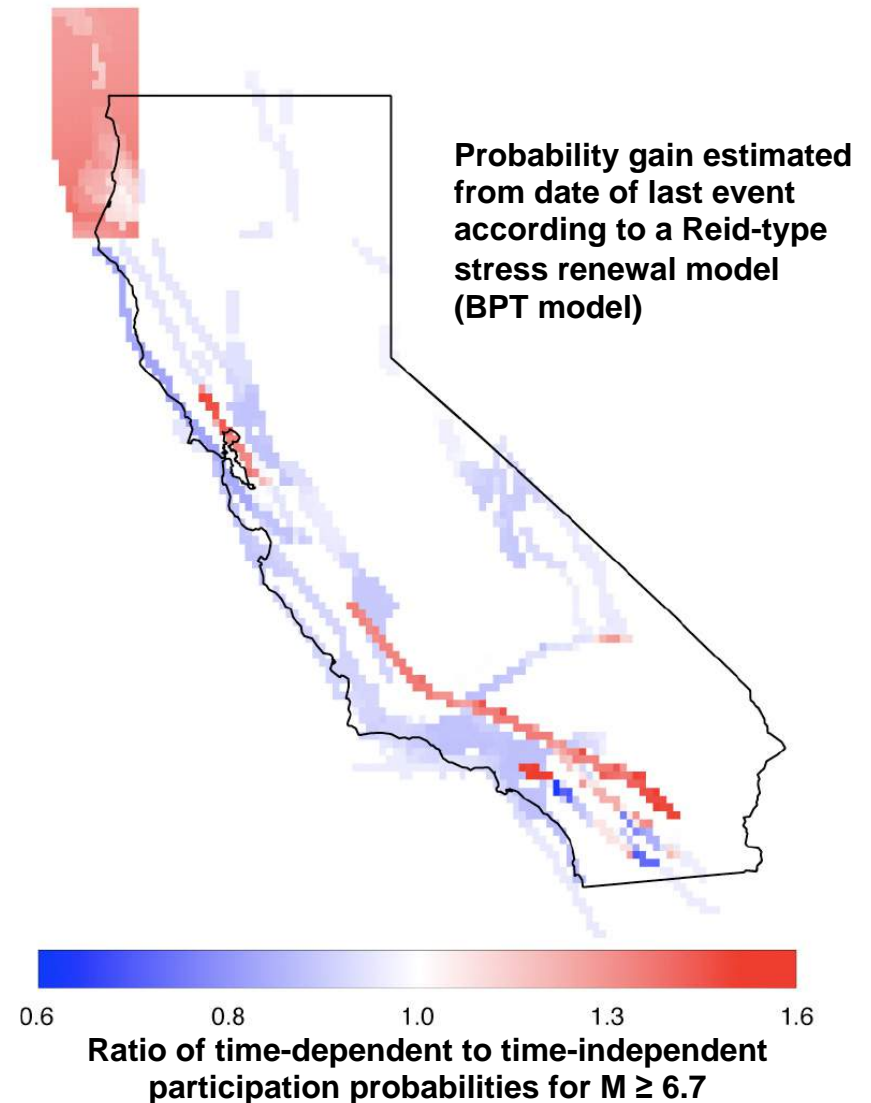 Probability gain estimated
from date of last event
according to a Reid-type
stress renewal model
(BPT model)
0.6 0.8 1.0 1.3 1.6
Ratio of time-dependent to time-independent
participation probabilities for M ≥ 6.7